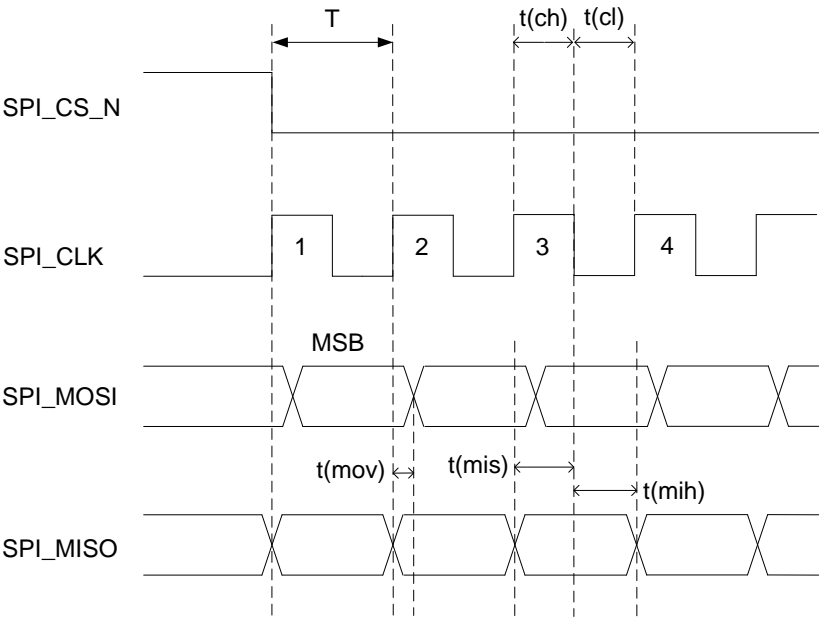 T
t(ch)
t(cl)
SPI_CS_N
SPI_CLK
1
2
3
4
MSB
SPI_MOSI
t(mov)
t(mis)
t(mih)
SPI_MISO